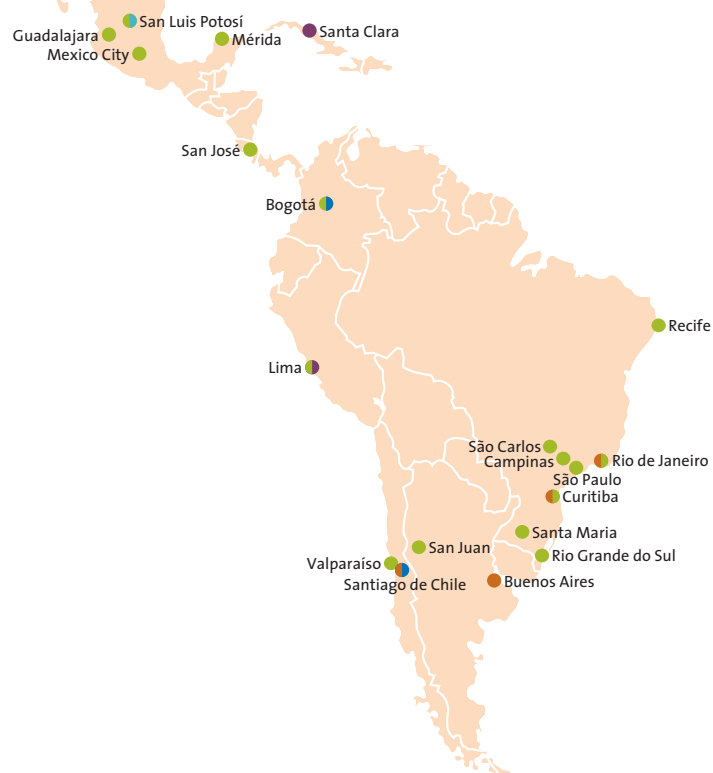 San Luis Potosí
Guadalajara
Mérida
Santa Clara
Mexico City
San José
Bogotá
Recife
Lima
São Carlos
Campinas
Rio de Janeiro
São Paulo
Curitiba
Santa Maria
San Juan
Rio Grande do Sul
Valparaíso
Santiago de Chile
Buenos Aires